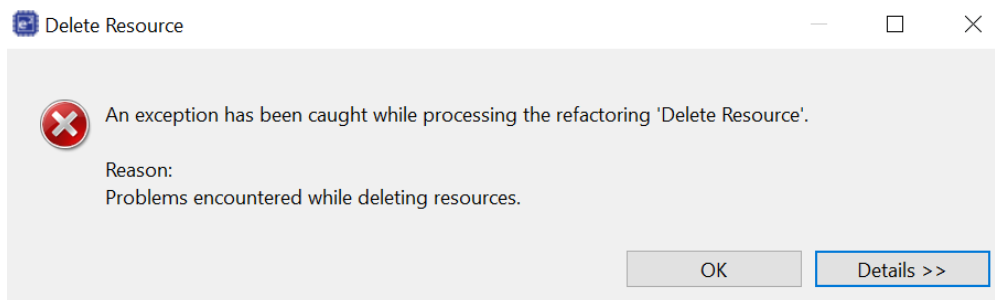 Delete Resource
An exception has been caught while processing the refactoring 'Delete Resource'.
Reason:
Problems encountered while deleting resources.
OK
Details >>